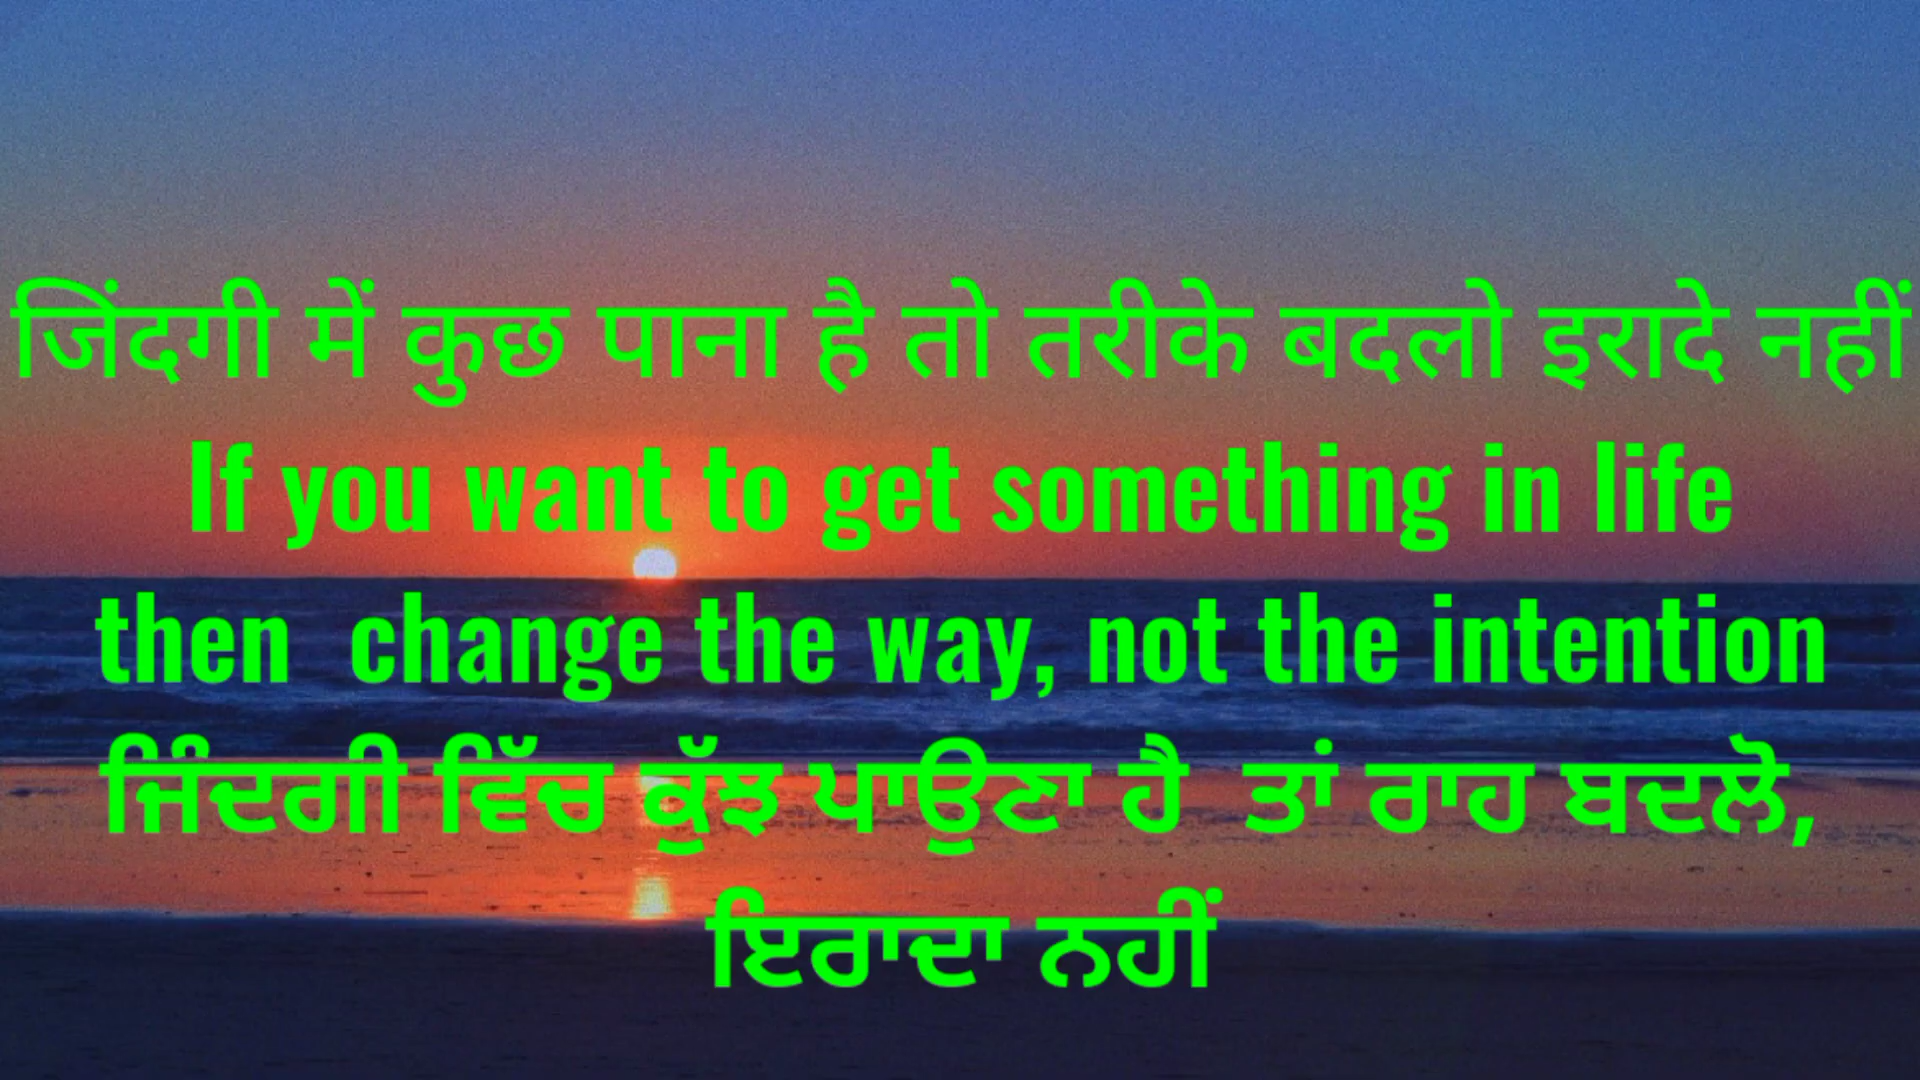 जिंदगी में कुछ पाना है तो तरीके बदलो इरादे नहीं
If you want to get something in life
then  change the way, not the intention
ਜਿੰਦਗੀ ਵਿੱਚ ਕੁੱਝ ਪਾਉਣਾ ਹੈ  ਤਾਂ ਰਾਹ ਬਦਲੋ,
ਇਰਾਦਾ ਨਹੀਂ